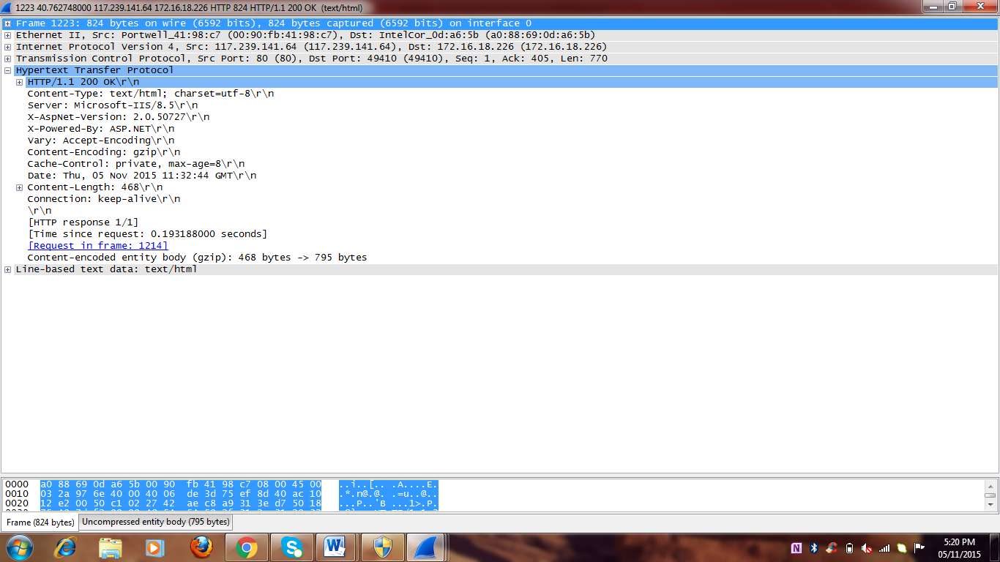 1223 40.762748000 117.239.141.64 172.16.18.226 HTTP 824 HTTP/1.1 200 OK (text/html)
Frame 1223: 824 bytes on wire (6592 bits), 824 bytes captured (6592 bits) on interface 0
Ethernet II, Src: Portwell_41:98:c7 (00:90:fb:41:98:c7), Dst: IntelCor_0d:a6:5b (a0:88:69:0d:a6:5b)
Internet Protocol Version 4, Src: 117.239.141.64 (117.239.141.64), Dst: 172.16.18.226 (172.16.18.226)
Transmission Control Protocol, Src Port: 80 (80), Dst Port: 49410 (49410), Seq: 1, Ack: 405, Len: 770
Hypertext Transfer Protocol
HTTP/1.1 200 OK\r\n
Content-Type: text/html; charset=utf-8\r\n
Server: Microsoft-IIS/8.5\r\n
X-AspNet-Version: 2.0.50727\r\n
X-Powered-By: ASP.NET\r\n
Vary: Accept-Encoding\r\n
Content-Encoding: gzip\r\n
Cache-Control: private, max-age=8\r\n
Date: Thu, 05 Nov 2015 11:32:44 GMT\r\n
Content-Length: 468\r\n
Connection: keep-alive\r\n
\r\n
[HTTP response 1/1]
[Time since request: 0.193188000 seconds]
[Request in frame: 1214]
Content-encoded entity body (gzip): 468 bytes -> 795 bytes
Line-based text data: text/html
0000 a0 88 69 0d a6 5b 00 90 fb 41 98 c7 08 00 45 00 ..i..[.. .A....E.
0010 03 2a 97 6e 40 00 40 06 de 3d 75 ef 8d 40 ac 10 .*.n@.@. .=u..@..
0020 12 e2 00 50 c1 02 27 42 ae c8 a9 31 3e d7 50 18 ...P..'B ...1>.P.
Frame (824 bytes) Uncompressed entity body (795 bytes)
5:20 PM
05/11/2015